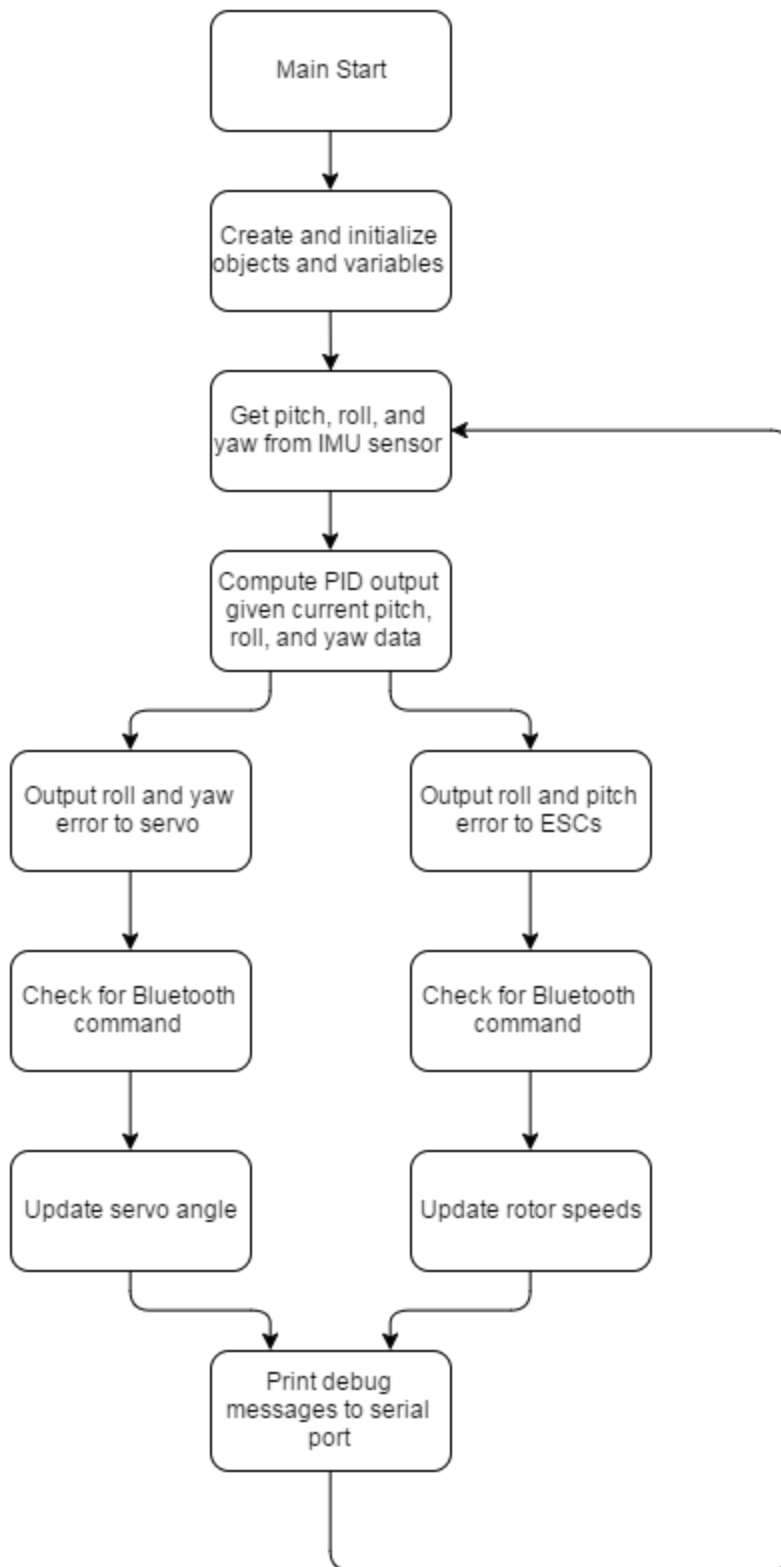 Main Start
Create and initialize
objects and variables
Get pitch, roll, and
yaw from IMU sensor
Compute PID output
given current pitch,
roll, and yaw data
Output roll and yaw
error to servo
Output roll and pitch
error to ESCs
Check for Bluetooth
command
Check for Bluetooth
command
Update servo angle
Update rotor speeds
Print debug
messages to serial
port